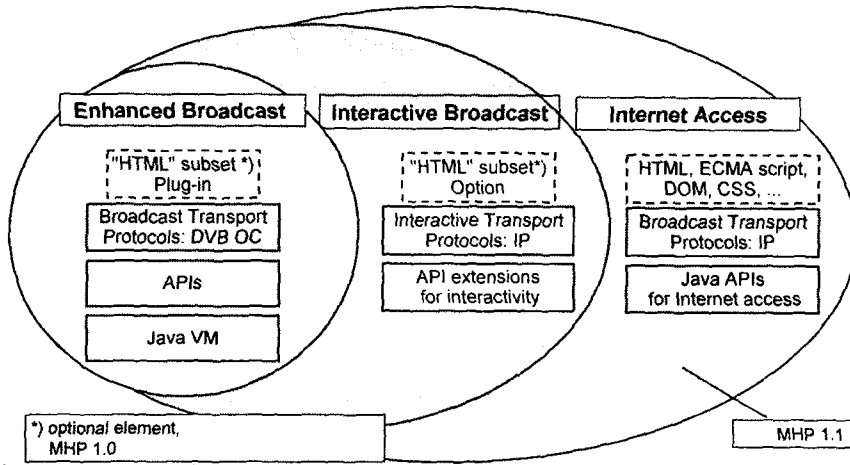 Enhanced Broadcast
"HTML" subset *)
Plug-in
Broadcast Transport
Protocols: DVB OC
APIs
Java VM
Interactive Broadcast
"HTML" subset*)
Option
Interactive Transport
Protocols: IP
API extensions
for interactivity
Internet Access
HTML, ECMA script,
DOM, CSS, ...
Broadcast Transport
Protocols: IP
Java APIs
for Internet access
*) optional element,
MHP 1.0
MHP 1.1